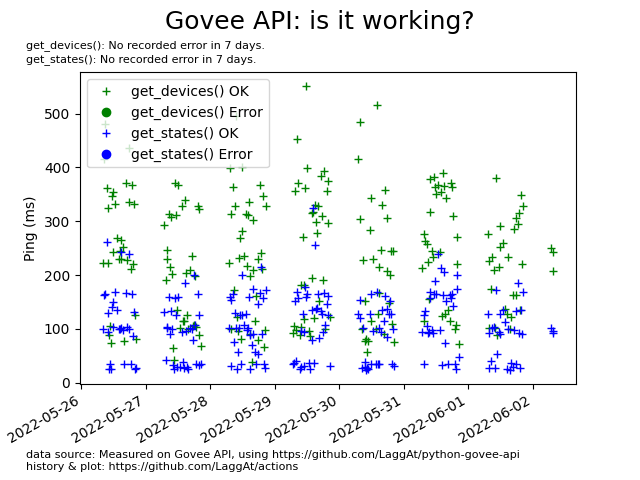 Govee API: is it working?
get_devices(): No recorded error in 7 days.
get_states(): No recorded error in 7 days.
get_devices() OK
get_devices() Error
get_states() OK
get_states() Error
Ping (ms)
500
400
300
200
100
0
2022-05-26
2022-05-27
2022-05-28
2022-05-29
2022-05-30
2022-05-31
2022-06-01
2022-06-02
data source: Measured on Govee API, using https://github.com/LaggAt/python-govee-api
history & plot: https://github.com/LaggAt/actions